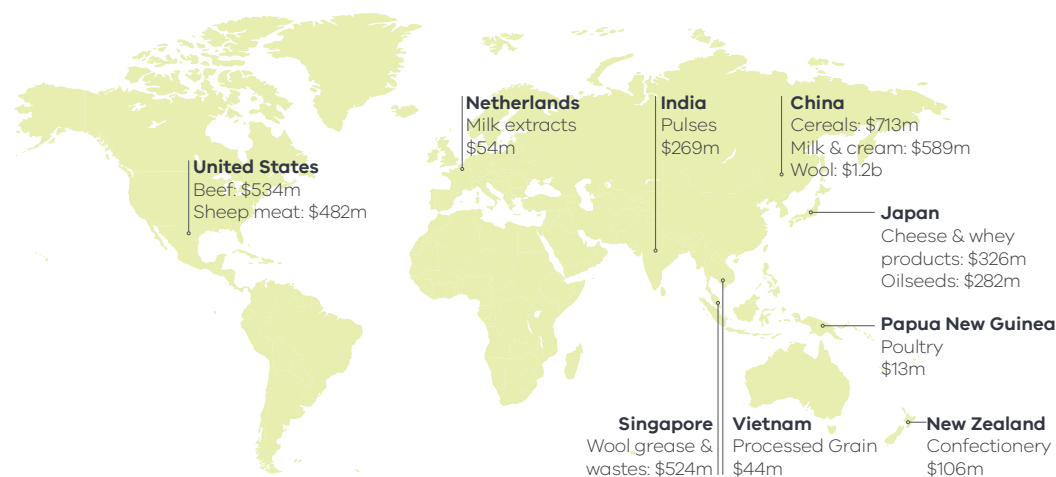 Netherlands
Milk extracts
$54m
India
Pulses
$269m
China
Cereals: $713m
Milk & cream: $589m
Wool: $1.2b
United States
Beef: $534m
Sheep meat: $482m
Japan
Cheese & whey
products: $326m
Oilseeds: $282m
Papua New Guinea
Poultry
$13m
Singapore
Wool grease &
wastes: $524m
Vietnam
Processed Grain
$44m
New Zealand
Confectionery
$106m